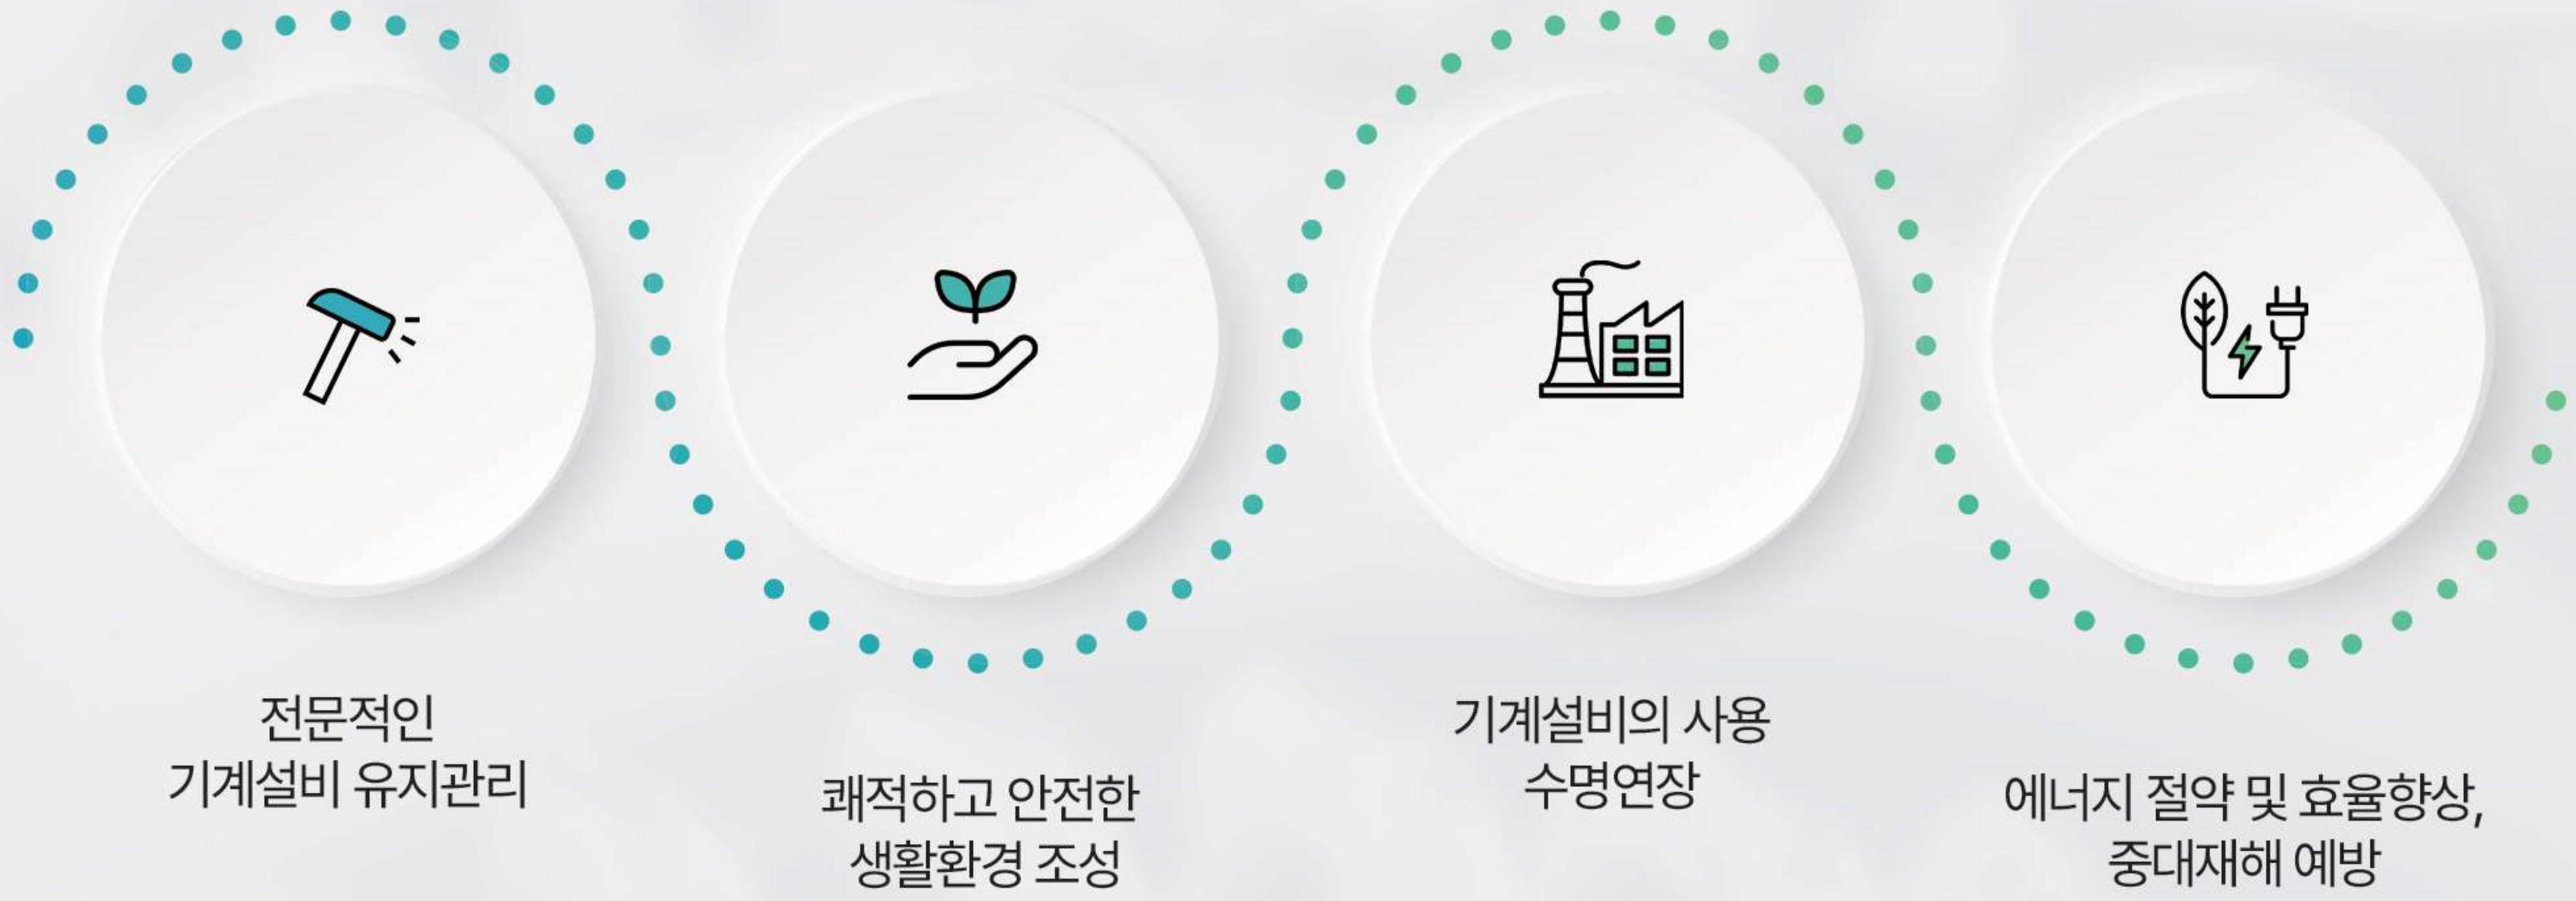 전문적인
기계설비 유지관리
쾌적하고 안전한
생활환경 조성
기계설비의 사용
수명연장
에너지 절약 및 효율향상,
중대재해 예방